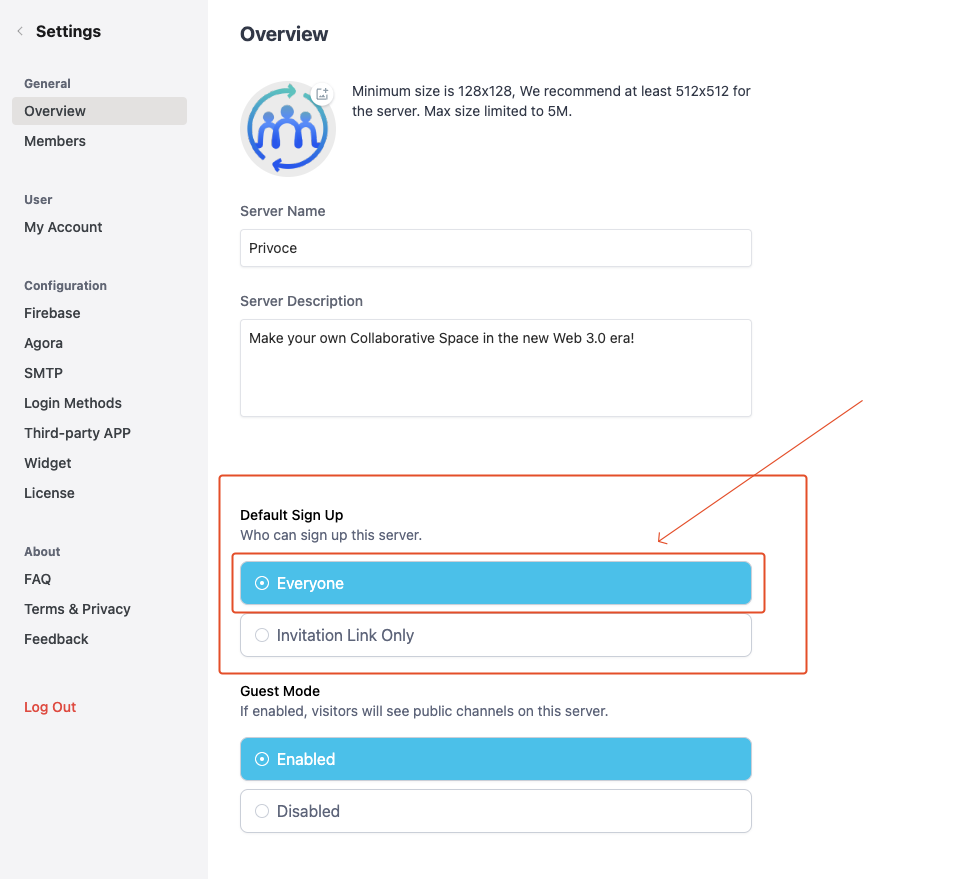 Settings
General
Overview
Members
User
My Account
Configuration
Firebase
Agora
SMTP
Login Methods
Third-party APP
Widget
License
About
FAQ
Terms & Privacy
Feedback
Log Out
Overview
Minimum size is 128x128, We recommend at least 512x512 for
the server. Max size limited to 5M.
Server Name
Privoce
Server Description
Make your own Collaborative Space in the new Web 3.0 era!
Default Sign Up
Who can sign up this server.
Everyone
Invitation Link Only
Guest Mode
If enabled, visitors will see public channels on this server.
Enabled
Disabled